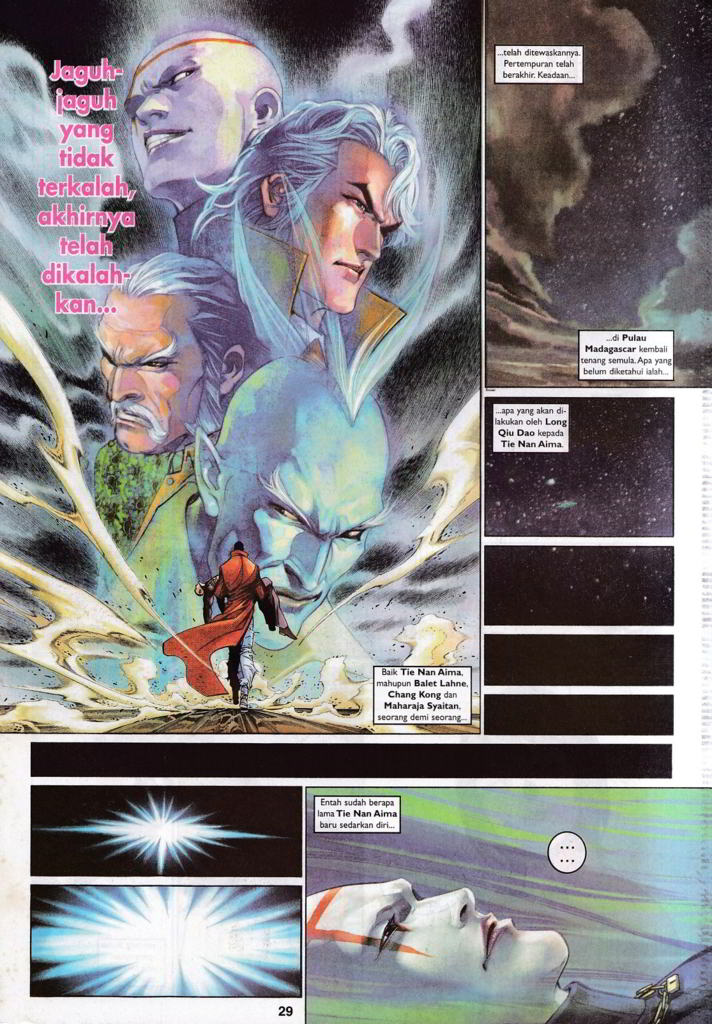 Jaguh-
jaguh
yang
tidak
terkalah,
akhirnya
telah
dikalah-
kan...
Baik Tie Nan Aima,
mahupun Balet Lahne,
Chang Kong dan
Maharaja Syaitan,
seorang demi seorang...
...telah ditewaskannya.
Pertempuran telah
berakhir. Keadaan...
...di Pulau
Madagascar kembali
tenang semula. Apa yang
belum diketahui ialah...
...apa yang akan di-
lakukan oleh Long
Qiu Dao kepada
Tie Nan Aima.
Entah sudah berapa
lama Tie Nan Aima
baru sedarkan diri...
...
...
29